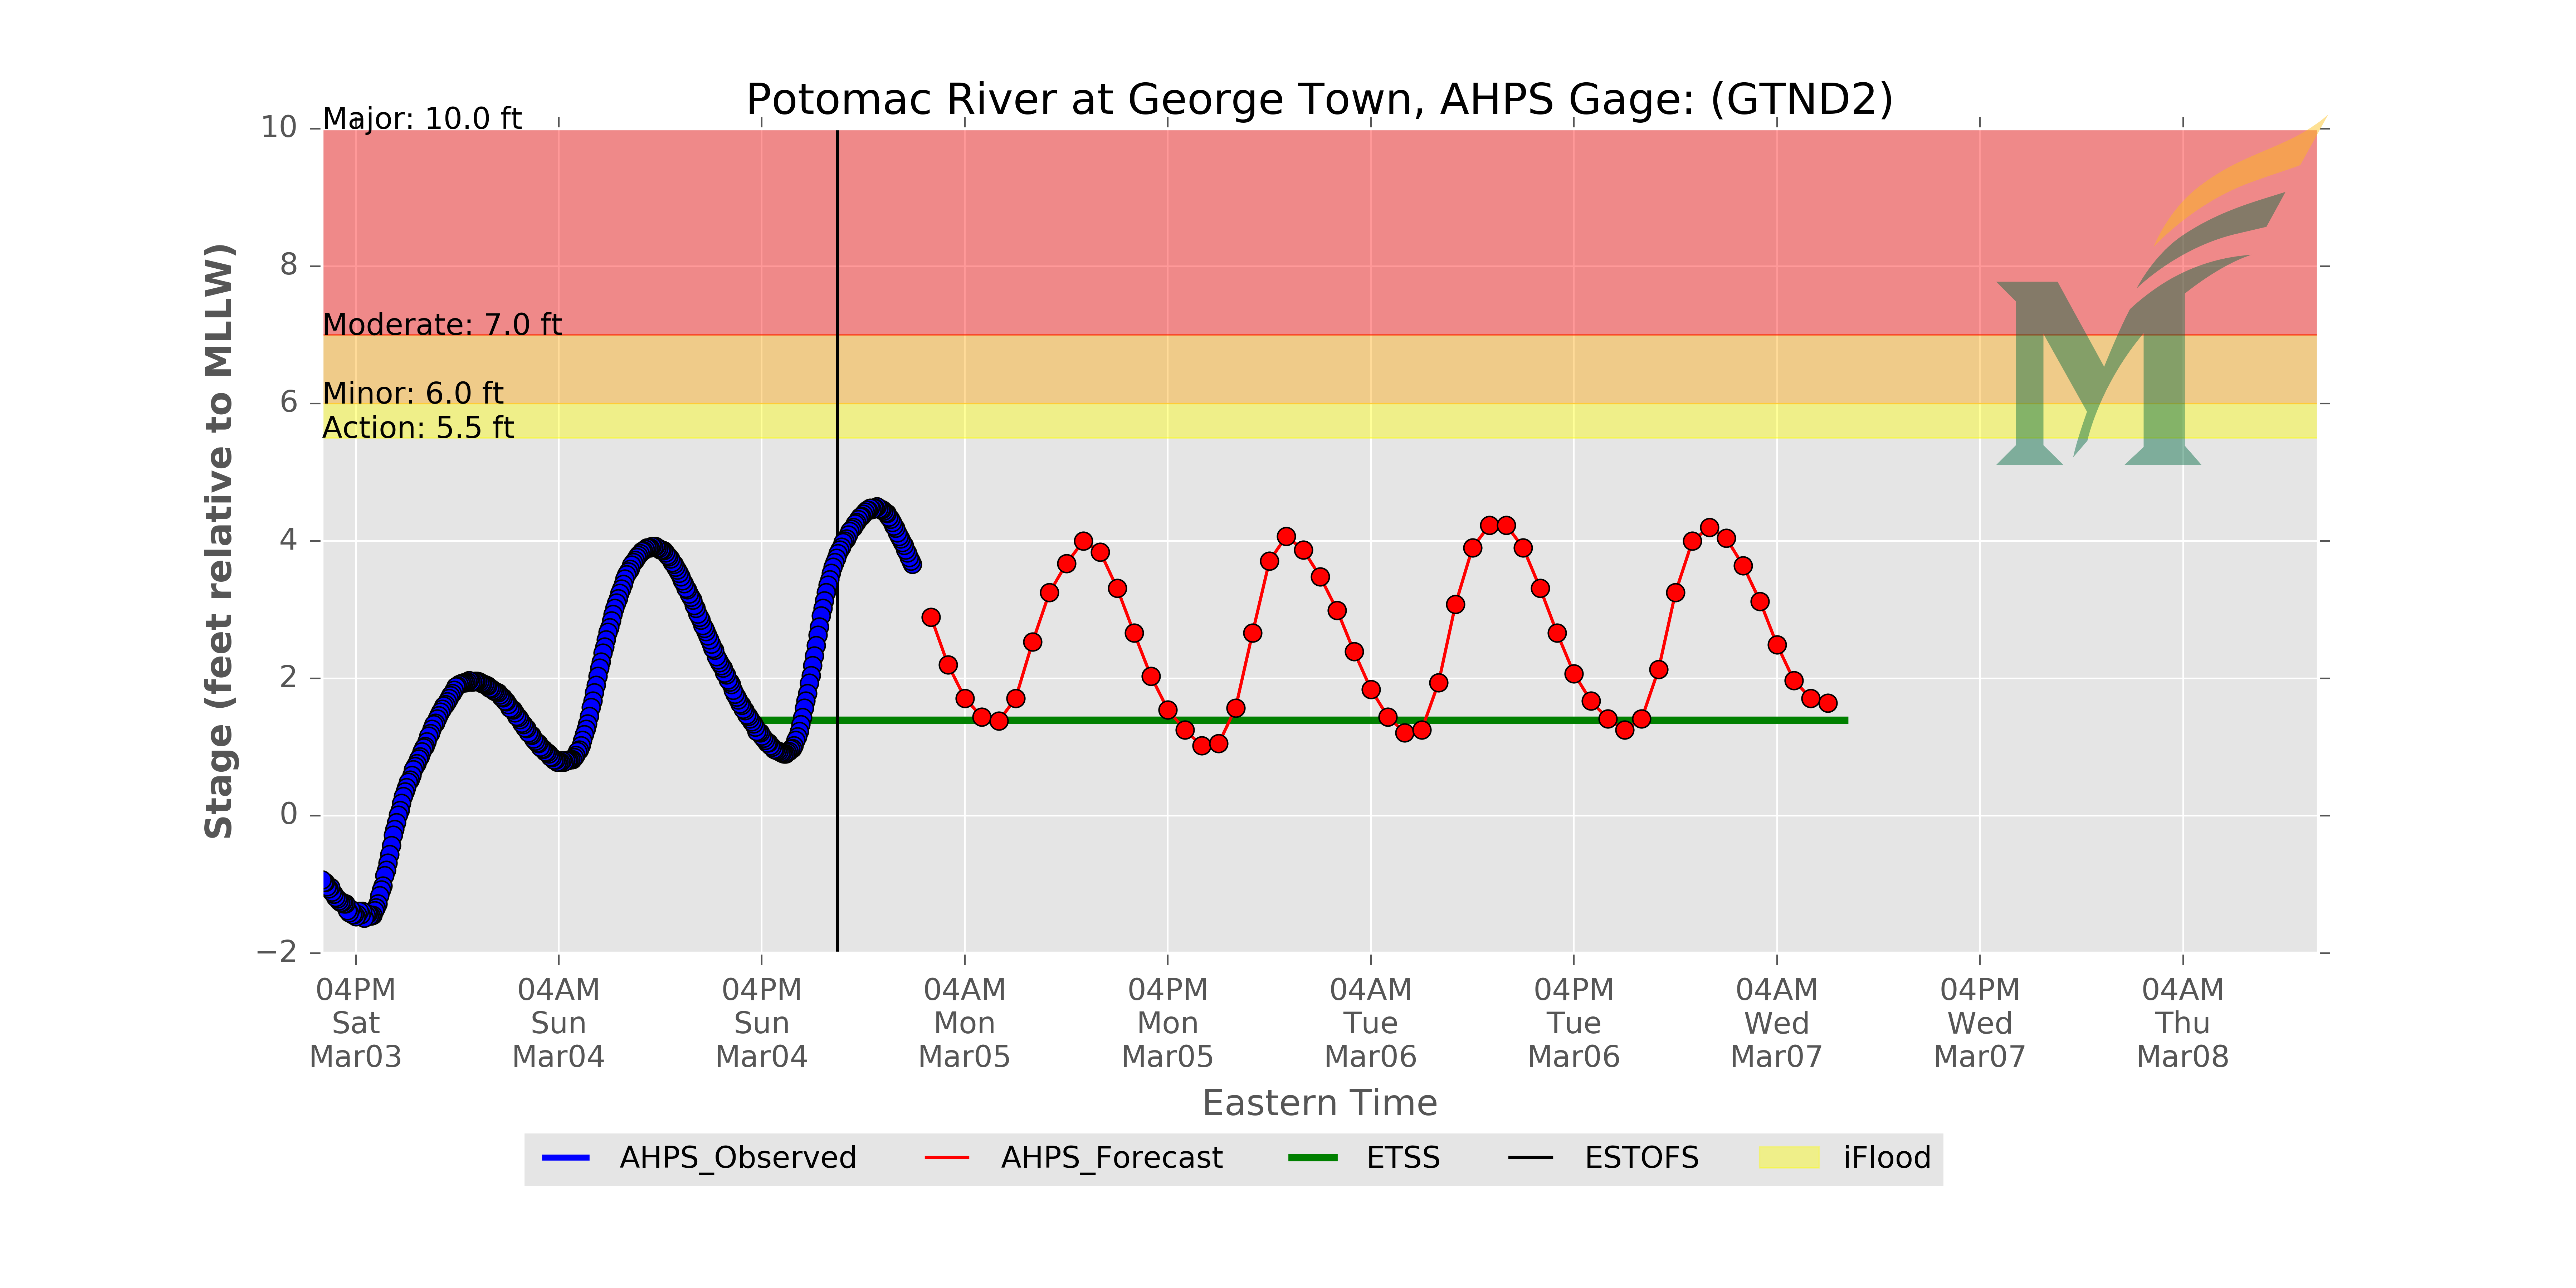 Potomac River at George Town, AHPS Gage: (GTND2)
Major: 10.0 ft
Moderate: 7.0 ft
Minor: 6.0 ft
Action: 5.5 ft
Stage (feet relative to MLLW)
10
8
6
4
2
0
−2
04PM
Sat
Mar03
04AM
Sun
Mar04
04PM
Sun
Mar04
04AM
Mon
Mar05
04PM
Mon
Mar05
04AM
Tue
Mar06
04PM
Tue
Mar06
04AM
Wed
Mar07
04PM
Wed
Mar07
04AM
Thu
Mar08
Eastern Time
AHPS_Observed
AHPS_Forecast
ETSS
ESTOFS
iFlood
M